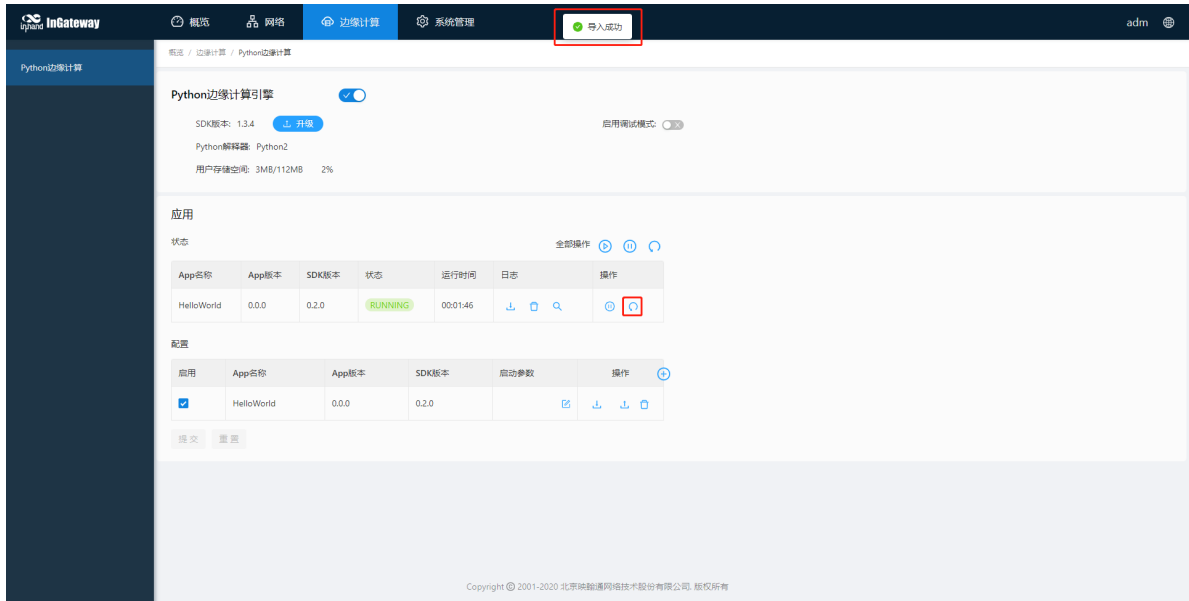 inhand InGateway 概览 网络 边缘计算 系统管理 导入成功 adm
Python边缘计算
概览 / 边缘计算 / Python边缘计算
Python边缘计算引擎
SDK版本: 1.3.4 升级 启用调试模式:
Python解释器: Python2
用户存储空间: 3MB/112MB 2%
应用
状态 全部操作
App名称 App版本 SDK版本 状态 运行时间 日志 操作
HelloWorld 0.0.0 0.2.0 RUNNING 00:01:46
配置
启用 App名称 App版本 SDK版本 启动参数 操作
HelloWorld 0.0.0 0.2.0
提交 重置
Copyright © 2001-2020 北京映翰通网络技术股份有限公司. 版权所有